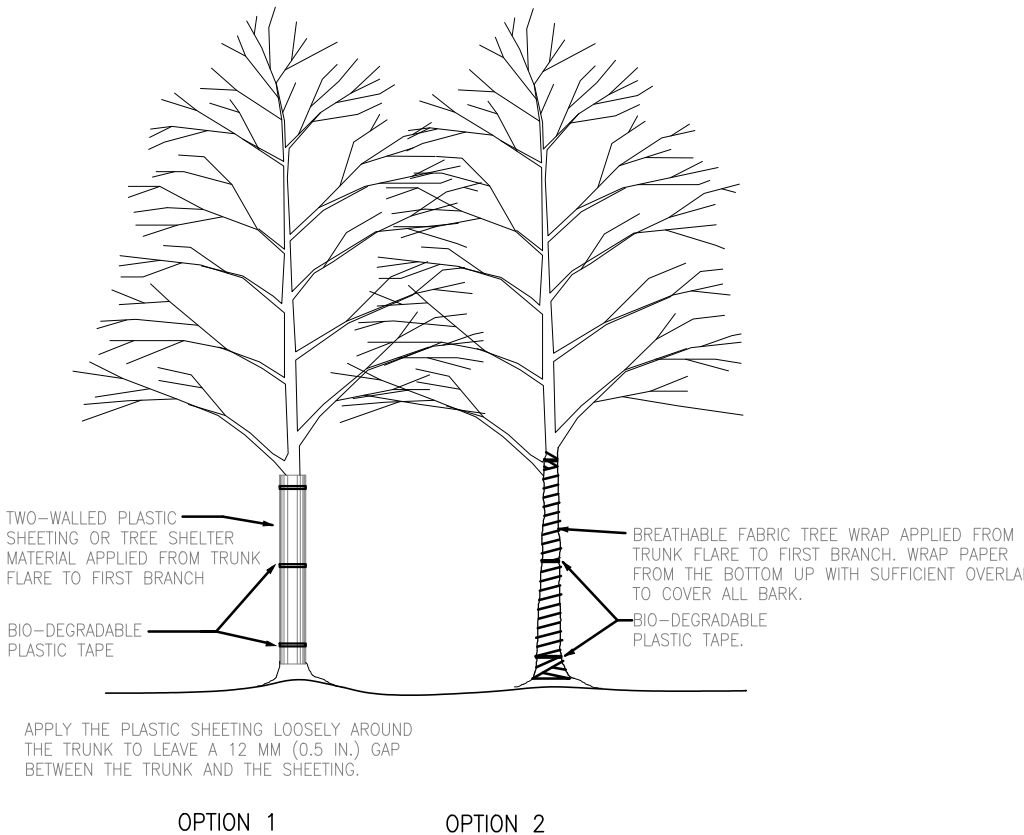 TWO-WALLED PLASTIC
SHEETING OR TREE SHELTER
MATERIAL APPLIED FROM TRUNK
FLARE TO FIRST BRANCH
BIO-DEGRADABLE
PLASTIC TAPE
BREATHABLE FABRIC TREE WRAP APPLIED FROM
TRUNK FLARE TO FIRST BRANCH. WRAP PAPER
FROM THE BOTTOM UP WITH SUFFICIENT OVERLA
TO COVER ALL BARK.
BIO-DEGRADABLE
PLASTIC TAPE.
APPLY THE PLASTIC SHEETING LOOSELY AROUND
THE TRUNK TO LEAVE A 12 MM (0.5 IN.) GAP
BETWEEN THE TRUNK AND THE SHEETING.
OPTION 1
OPTION 2